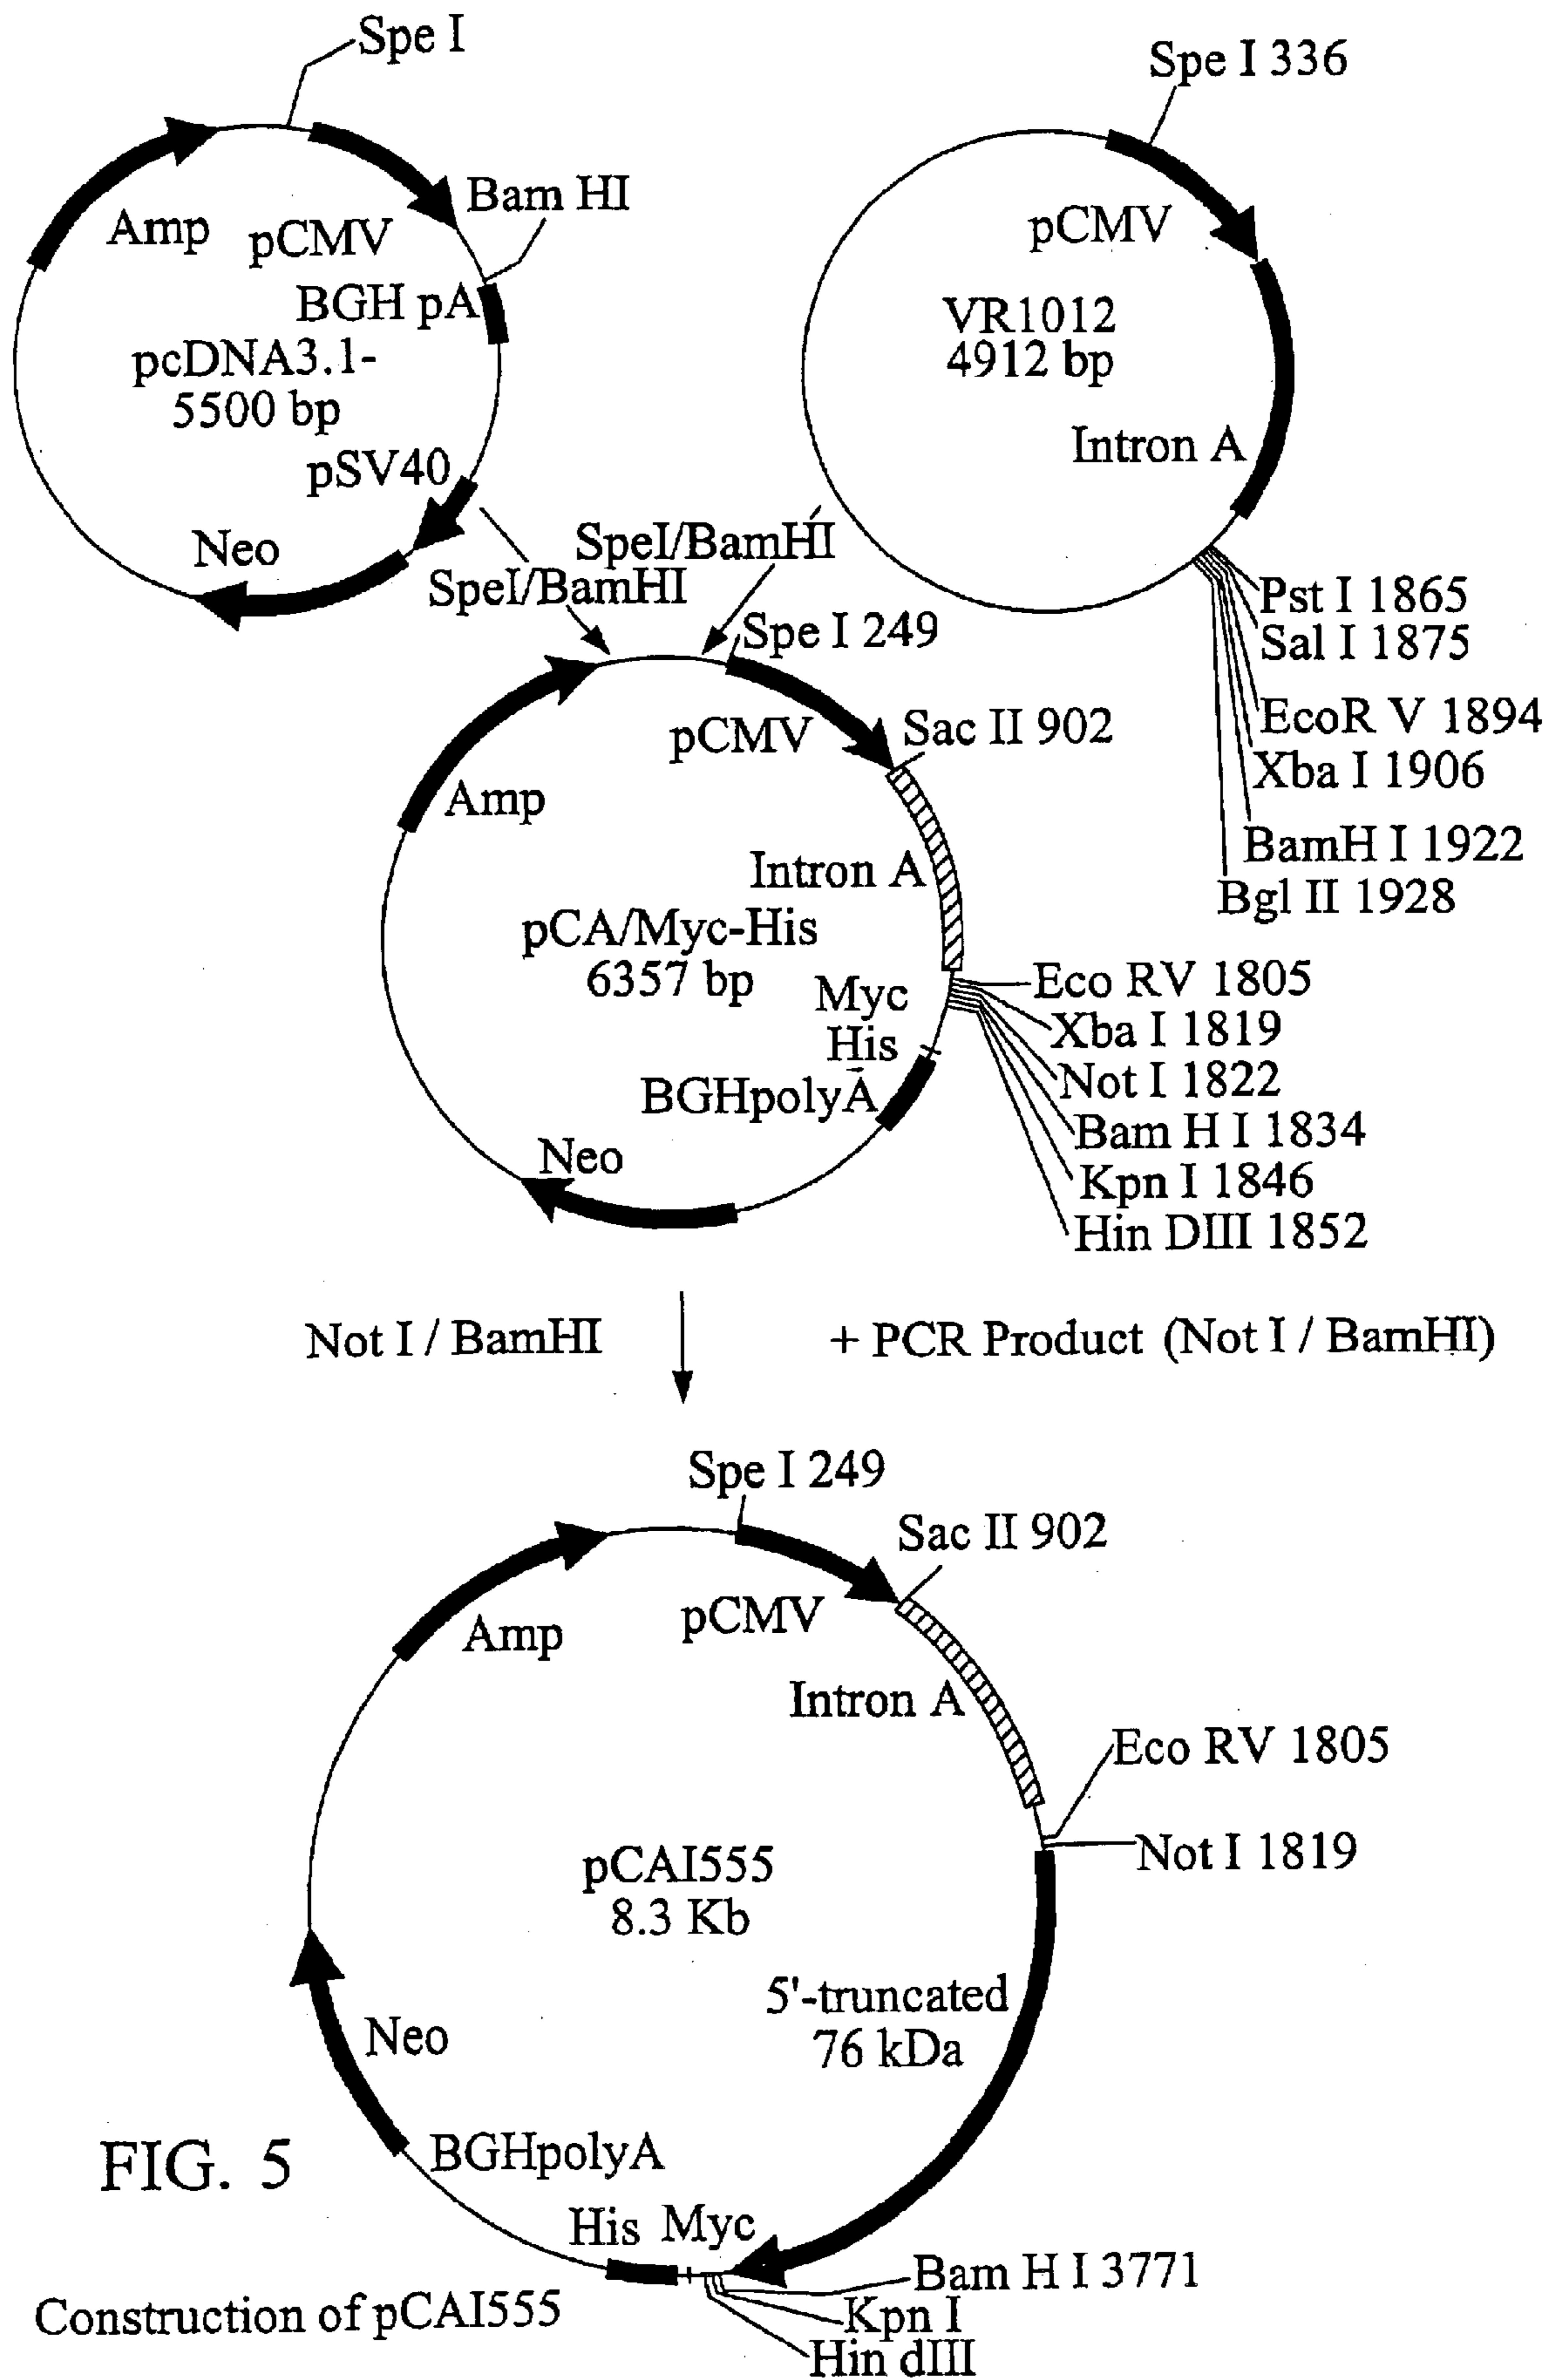 Spe I
Bam HI
Amp
pCMV
BGH pA
pcDNA3.1-
5500 bp
pSV40
Neo
SpeI/BamHI
Spe I 336
pCMV
VR1012
4912 bp
Intron A
SpeI/BamHI
Pst I 1865
Sal I 1875
EcoR V 1894
Xba I 1906
BamH I 1922
Bgl II 1928
Spe I 249
pCMV
Sac II 902
Amp
Intron A
pCA/Myc-His
6357 bp
Myc
His
BGHpolyA
Neo
Eco RV 1805
Xba I 1819
Not I 1822
Bam H I 1834
Kpn I 1846
Hin DIII 1852
Not I / BamHI
+ PCR Product (Not I / BamHI)
Spe I 249
Sac II 902
Amp
pCMV
Intron A
Eco RV 1805
Not I 1819
pCAI555
8.3 Kb
5'-truncated
76 kDa
Neo
BGHpolyA
His Myc
Bam H I 3771
Kpn I
Hin dIII
FIG. 5
Construction of pCAI555